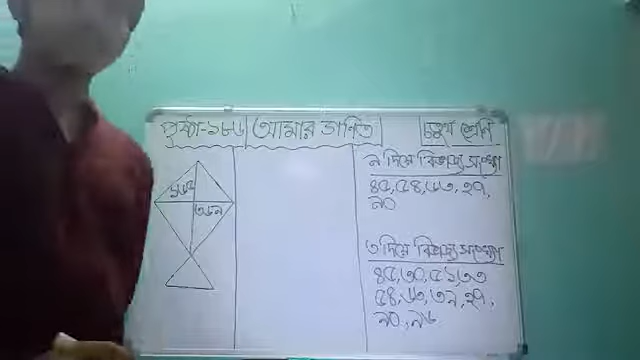 পৃষ্ঠা-১৮৬ আমার গণিত চতুর্থ শ্রেণি
৯ দিয়ে বিভাজ্য সংখ্যা
৪৫, ৫৪, ৬৩, ২৭,
৯০
৩ দিয়ে বিভাজ্য সংখ্যা
৪৫, ৩০, ৫১, ৩৩
৫৪, ৬৩, ৩৯, ২৭,
৯০, ৯৬